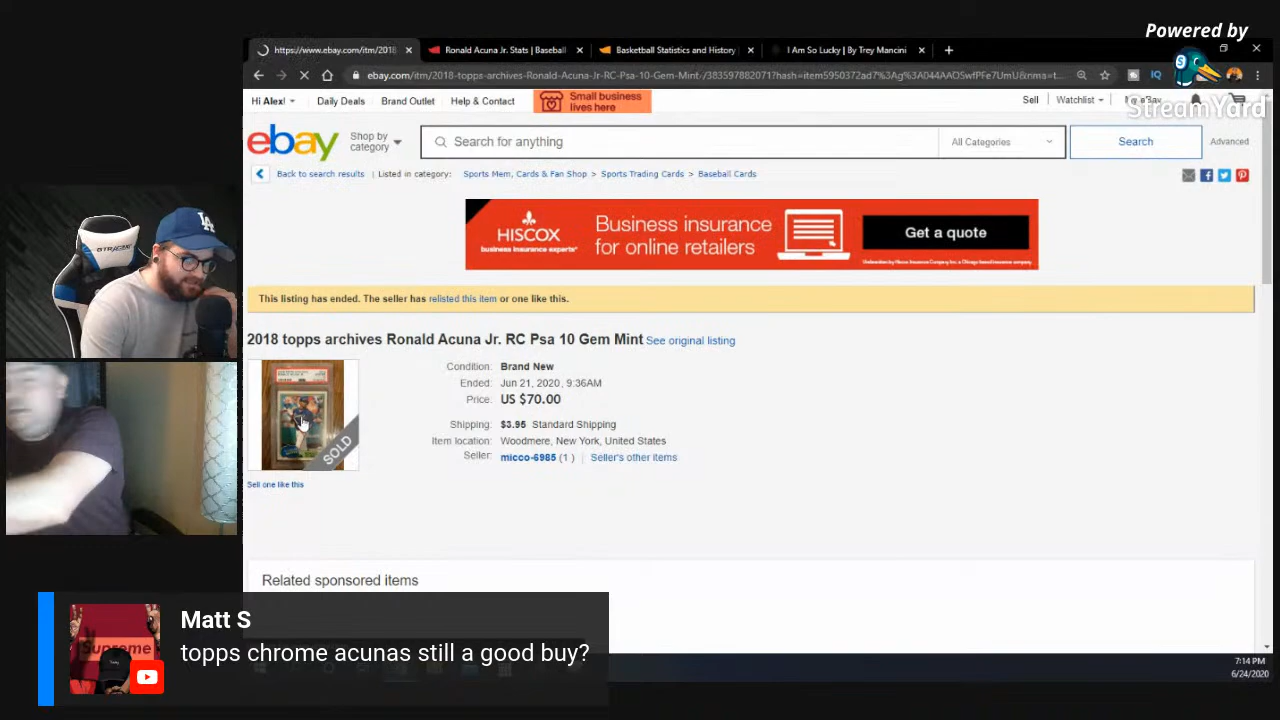 Powered by
StreamYard
https://www.ebay.com/itm/2018
Ronald Acuna Jr. Stats | Baseball
Basketball Statistics and History
I Am So Lucky | By Trey Mancini
Hi Alex!
Daily Deals
Brand Outlet
Help & Contact
Small business
lives here
Sell
Watchlist
ebay
Shop by
category
Search for anything
All Categories
Search
Advanced
Back to search results
Listed in category:
Sports Mem, Cards & Fan Shop > Sports Trading Cards > Baseball Cards
HISCOX
business insurance experts
Business insurance
for online retailers
Get a quote
This listing has ended. The seller has relisted this item or one like this.
2018 topps archives Ronald Acuna Jr. RC Psa 10 Gem Mint
See original listing
SOLD
Condition: Brand New
Ended: Jun 21, 2020, 9:36AM
Price: US $70.00
Shipping: $3.95 Standard Shipping
Item location: Woodmere, New York, United States
Seller: micco-6985 (1 ) | Seller's other items
Sell one like this
Related sponsored items
Supreme
Matt S
topps chrome acunas still a good buy?
7:14 PM
6/24/2020